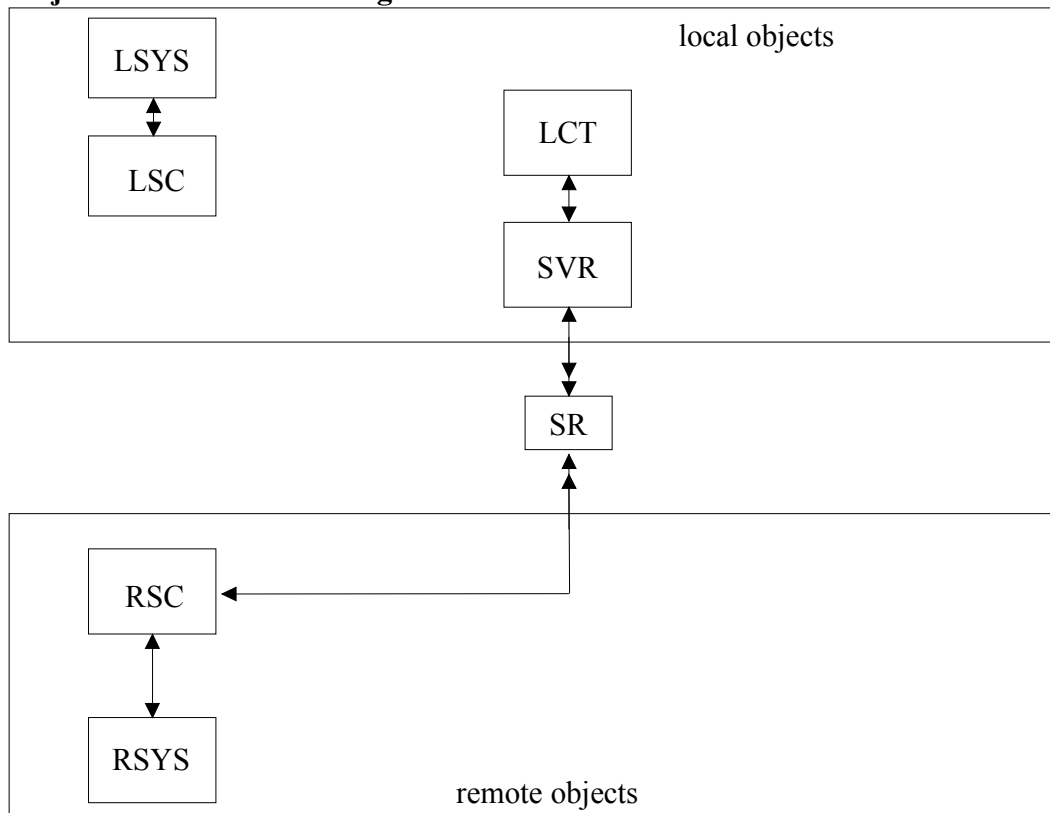 local objects
LSYS
LCT
LSC
SVR
SR
RSC
RSYS
remote objects